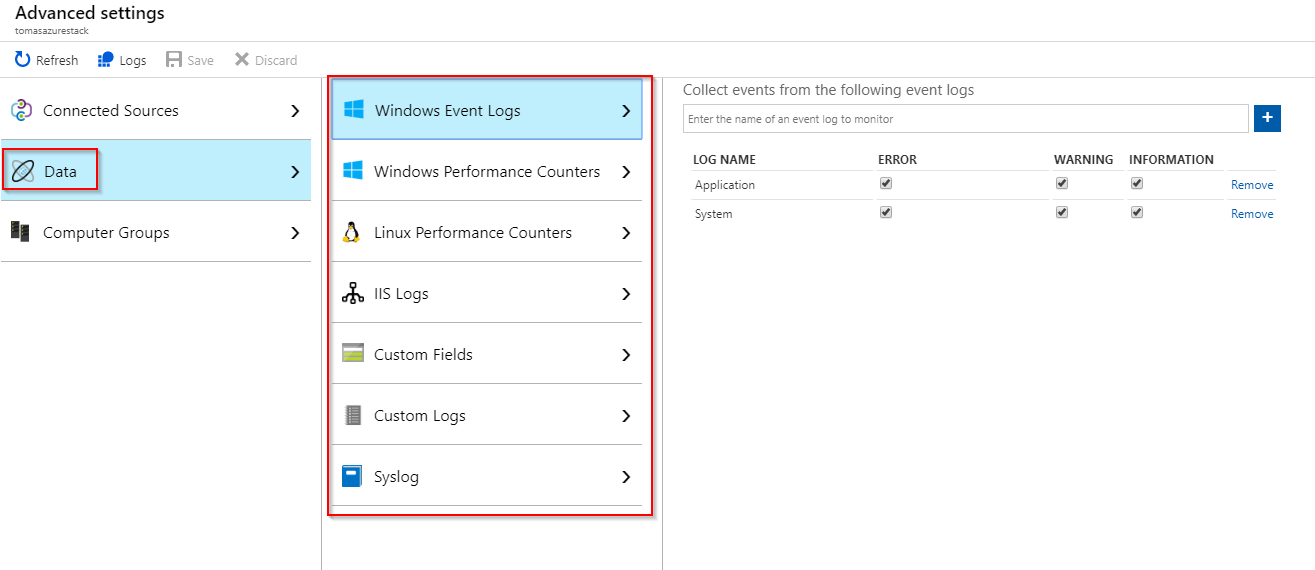 Advanced settings
tomasazurestack
Refresh Logs Save Discard
Connected Sources
Data
Computer Groups
Windows Event Logs
Windows Performance Counters
Linux Performance Counters
IIS Logs
Custom Fields
Custom Logs
Syslog
Collect events from the following event logs
Enter the name of an event log to monitor
+
LOG NAME ERROR WARNING INFORMATION
Application Remove
System Remove